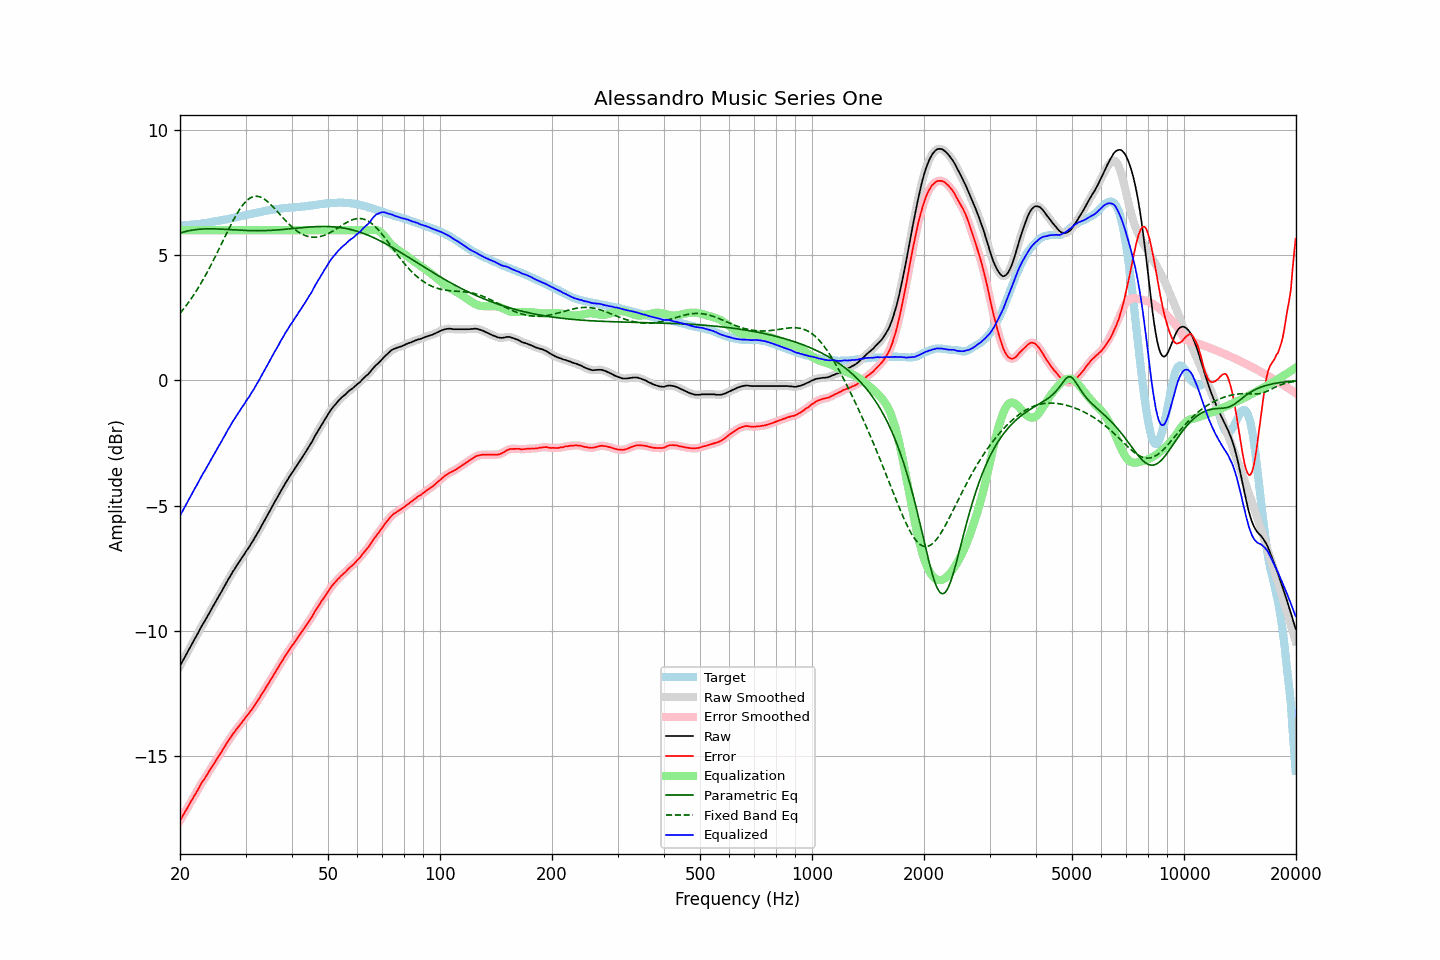 Alessandro Music Series One
Amplitude (dBr)
10
5
0
−5
−10
−15
20
50
100
200
500
1000
2000
5000
10000
20000
Frequency (Hz)
Target
Raw Smoothed
Error Smoothed
Raw
Error
Equalization
Parametric Eq
Fixed Band Eq
Equalized